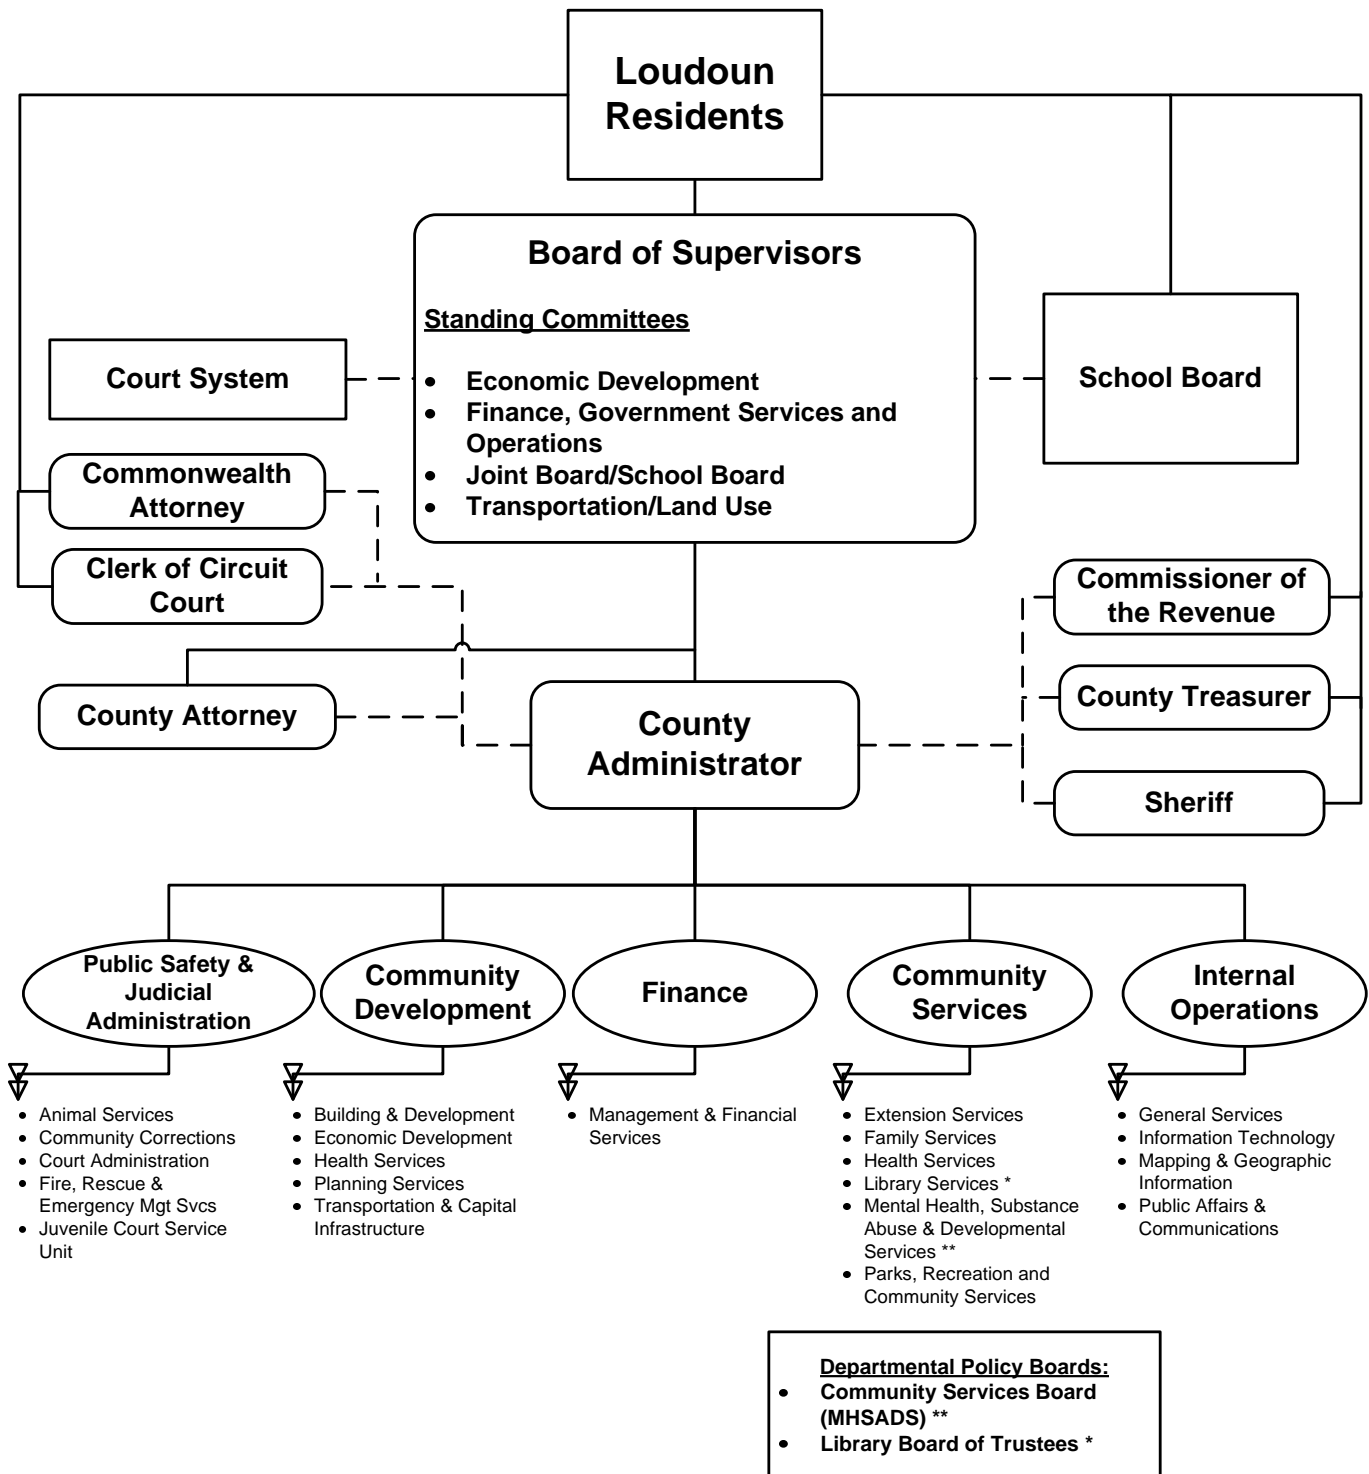 Loudoun
Residents
Board of Supervisors
Standing Committees
• Economic Development
• Finance, Government Services and
Operations
• Joint Board/School Board
• Transportation/Land Use
Court System
School Board
Commonwealth
Attorney
Clerk of Circuit
Court
Commissioner of
the Revenue
County Attorney
County
Administrator
County Treasurer
Sheriff
Public Safety &
Judicial
Administration
Community
Development
Finance
Community
Services
Internal
Operations
• Animal Services
• Community Corrections
• Court Administration
• Fire, Rescue &
Emergency Mgt Svcs
• Juvenile Court Service
Unit
• Building & Development
• Economic Development
• Health Services
• Planning Services
• Transportation & Capital
Infrastructure
• Management & Financial
Services
• Extension Services
• Family Services
• Health Services
• Library Services *
• Mental Health, Substance
Abuse & Developmental
Services **
• Parks, Recreation and
Community Services
• General Services
• Information Technology
• Mapping & Geographic
Information
• Public Affairs &
Communications
Departmental Policy Boards:
• Community Services Board
(MHSADS) **
• Library Board of Trustees *